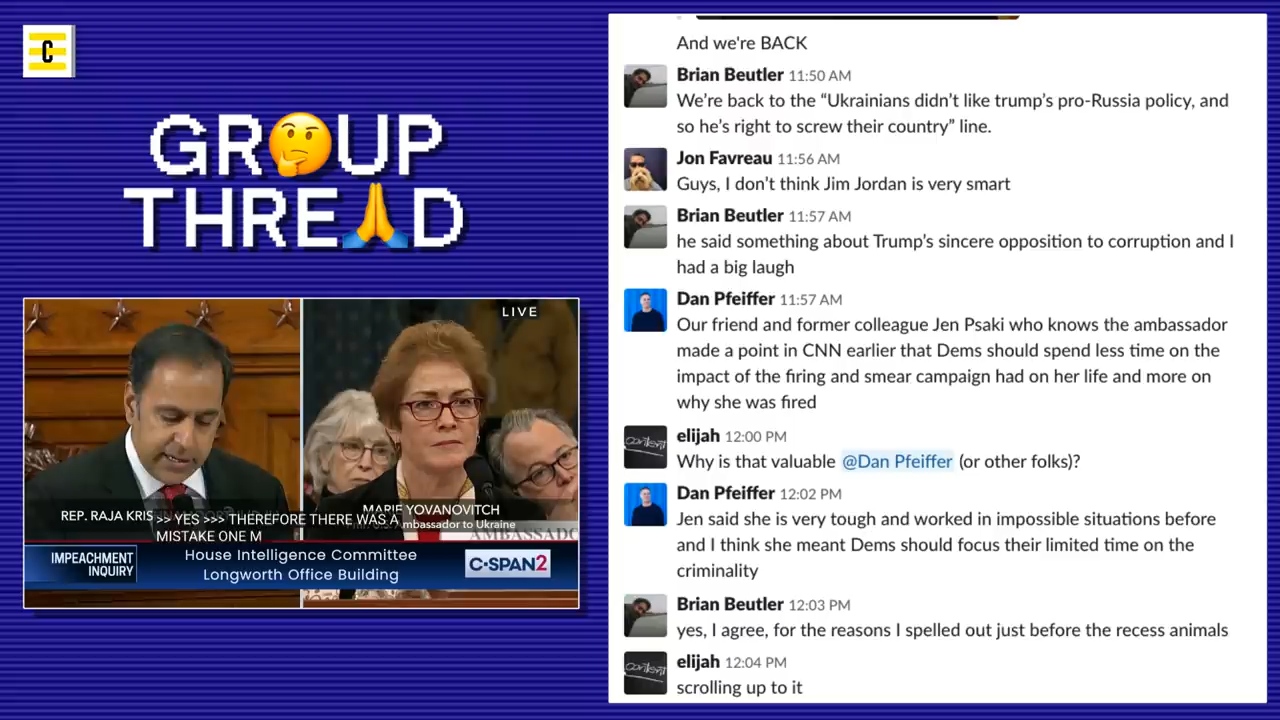 C
GR🤔UP
THRE🙏D
LIVE
REP. RAJA KRIS
MARIE YOVANOVITCH
Ambassador to Ukraine
>> YES >>> THEREFORE THERE WAS A
MISTAKE ONE M
AMBASSADO
IMPEACHMENT
INQUIRY
House Intelligence Committee
Longworth Office Building
C-SPAN2
And we're BACK
Brian Beutler 11:50 AM
We’re back to the “Ukrainians didn’t like trump’s pro-Russia policy, and
so he’s right to screw their country” line.
Jon Favreau 11:56 AM
Guys, I don’t think Jim Jordan is very smart
Brian Beutler 11:57 AM
he said something about Trump’s sincere opposition to corruption and I
had a big laugh
Dan Pfeiffer 11:57 AM
Our friend and former colleague Jen Psaki who knows the ambassador
made a point in CNN earlier that Dems should spend less time on the
impact of the firing and smear campaign had on her life and more on
why she was fired
elijah 12:00 PM
Why is that valuable @Dan Pfeiffer (or other folks)?
Dan Pfeiffer 12:02 PM
Jen said she is very tough and worked in impossible situations before
and I think she meant Dems should focus their limited time on the
criminality
Brian Beutler 12:03 PM
yes, I agree, for the reasons I spelled out just before the recess animals
elijah 12:04 PM
scrolling up to it